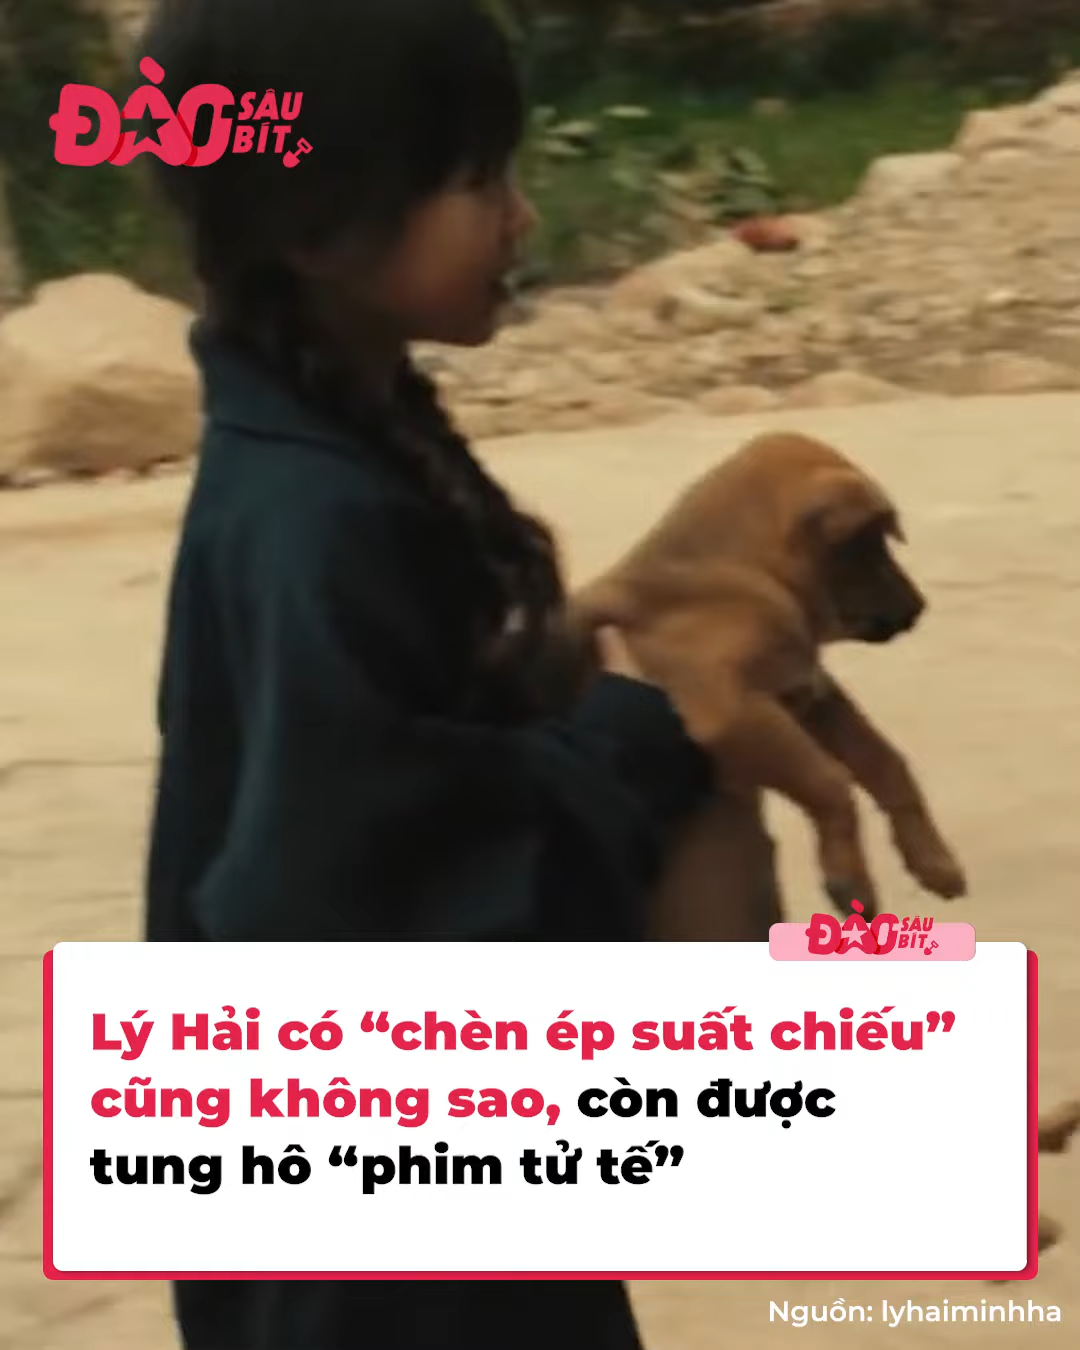 ĐÀO SÂU
BÍT
ĐÀO SÂU
BÍT
Lý Hải có “chèn ép suất chiếu”
cũng không sao, còn được
tung hô “phim tử tế”
Nguồn: lyhaiminhha